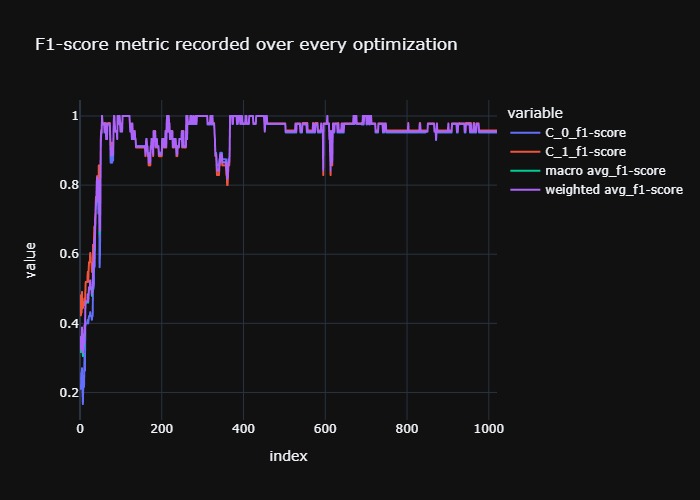 F1-score metric recorded over every optimization
variable
C_0_f1-score
C_1_f1-score
macro avg_f1-score
weighted avg_f1-score
value
1
0.8
0.6
0.4
0.2
0 200 400 600 800 1000
index